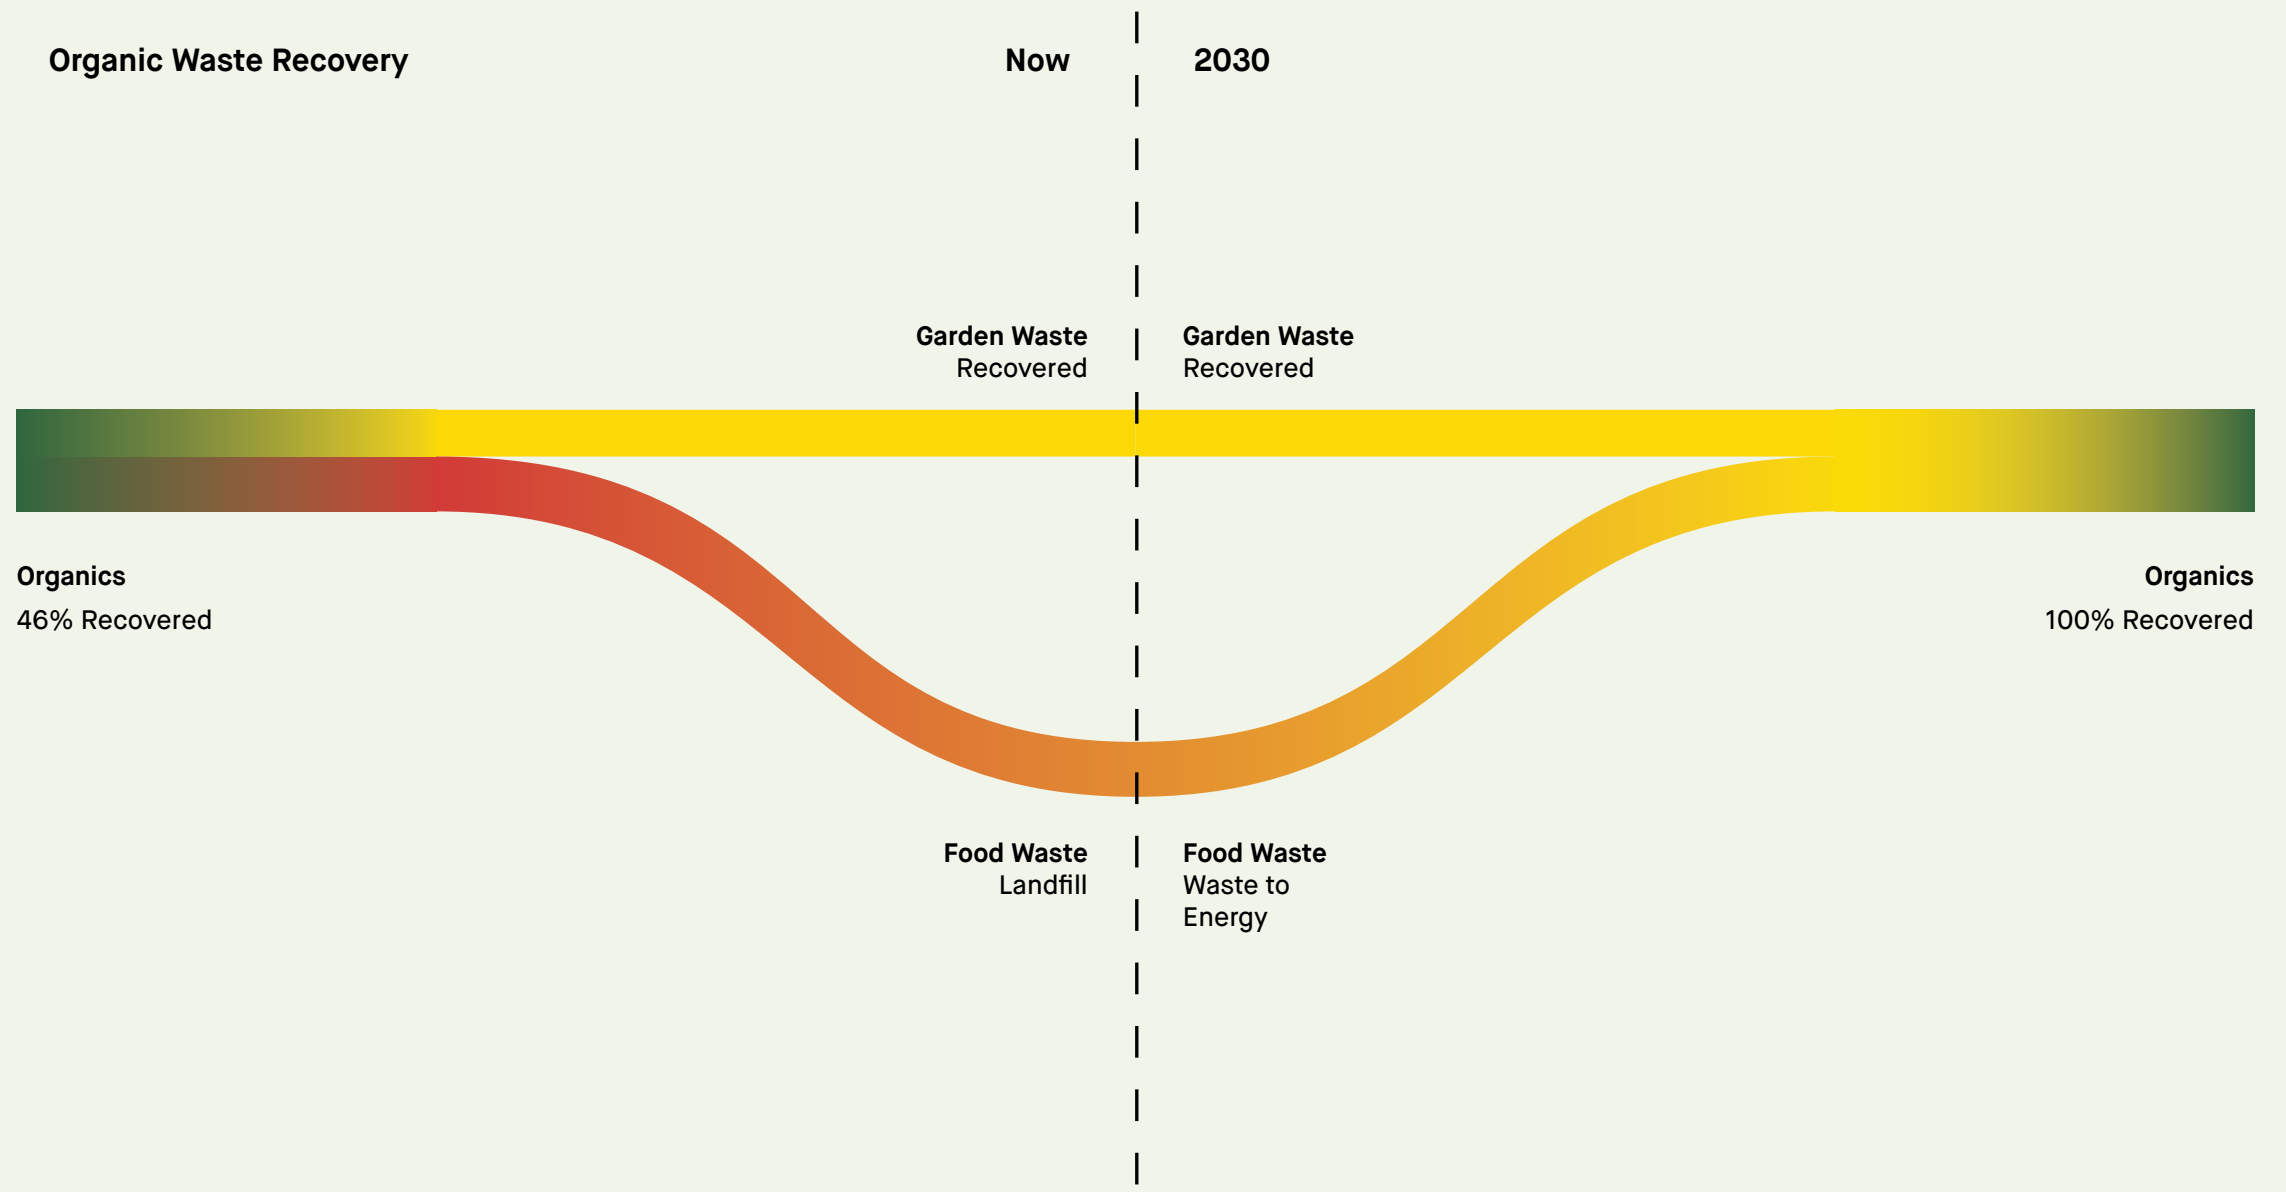 Organic Waste Recovery
Now
2030
Garden Waste
Recovered
Garden Waste
Recovered
Organics
46% Recovered
Organics
100% Recovered
Food Waste
Landfill
Food Waste
Waste to
Energy